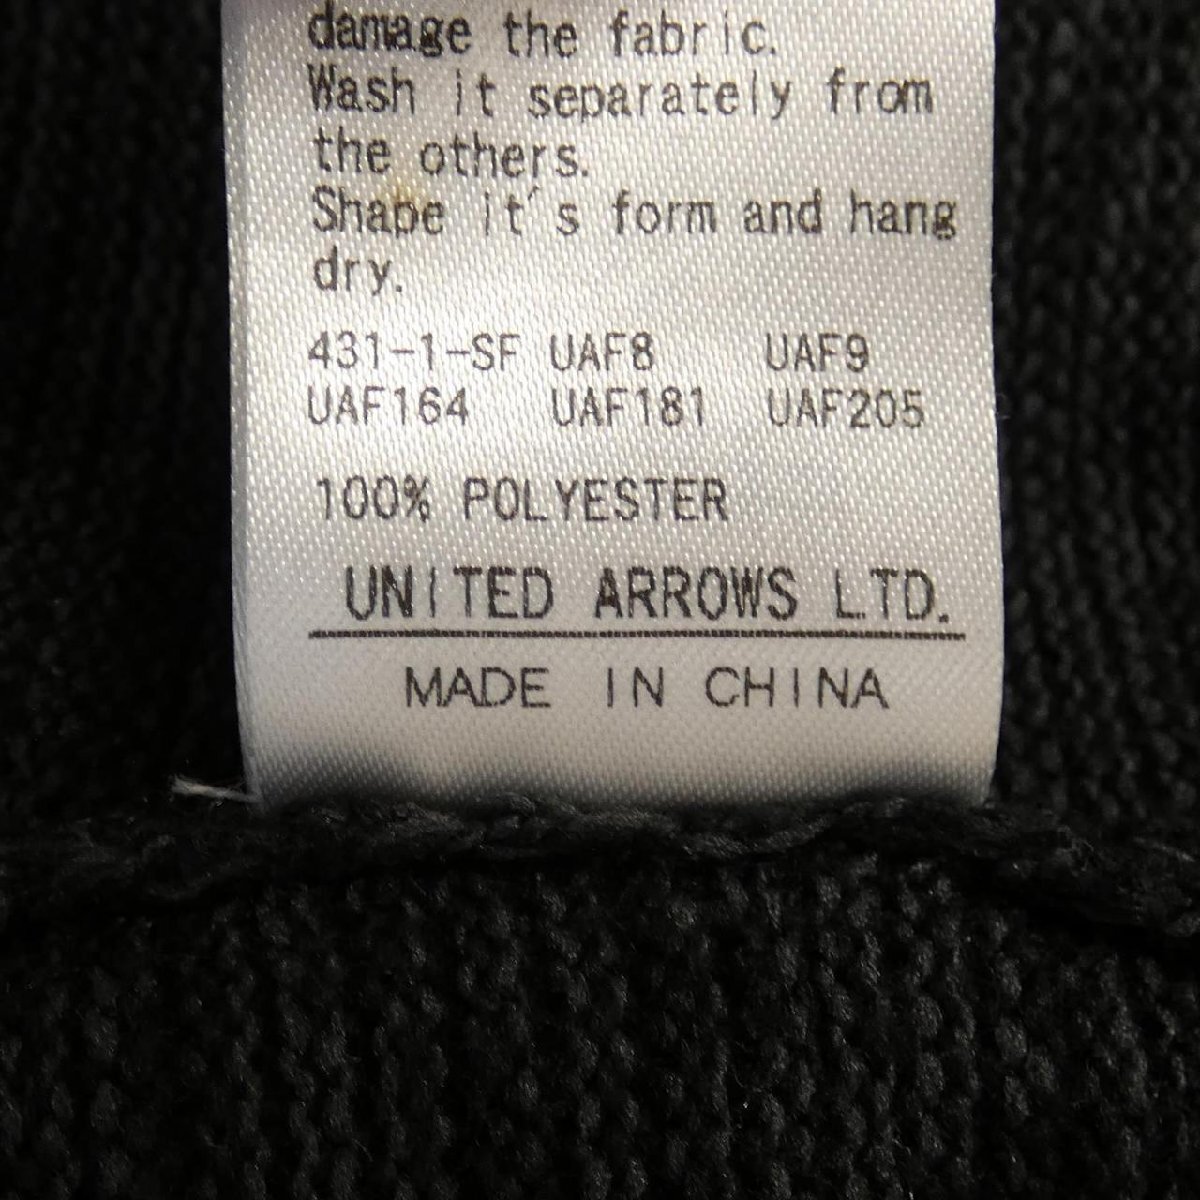 damage the fabric.
Wash it separately from
the others.
Shape it's form and hang
dry.
431-1-SF UAF8 UAF9
UAF164 UAF181 UAF205
100% POLYESTER
UNITED ARROWS LTD.
MADE IN CHINA